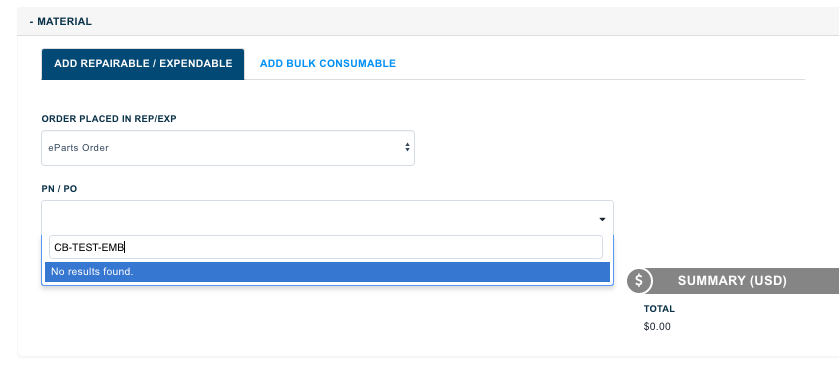 - MATERIAL
ADD REPAIRABLE / EXPENDABLE
ADD BULK CONSUMABLE
ORDER PLACED IN REP/EXP
eParts Order
PN / PO
CB-TEST-EMB
No results found.
$ SUMMARY (USD)
TOTAL
$0.00